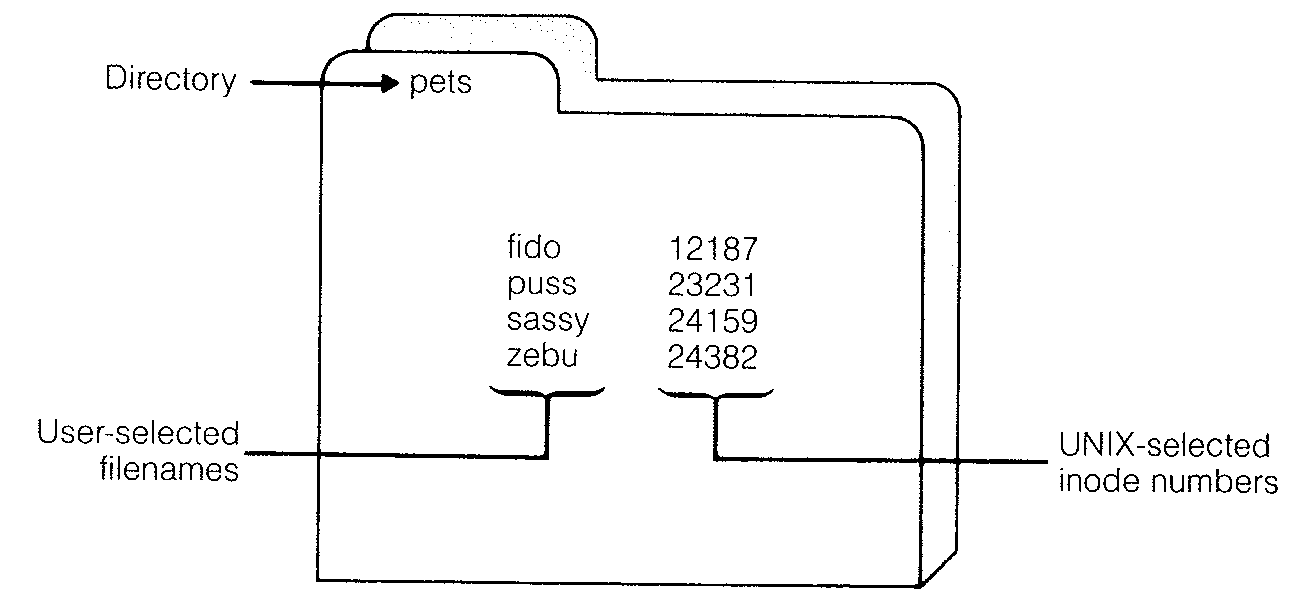 Directory
pets
fido 12187
puss 23231
sassy 24159
zebu 24382
User-selected
filenames
UNIX-selected
inode numbers